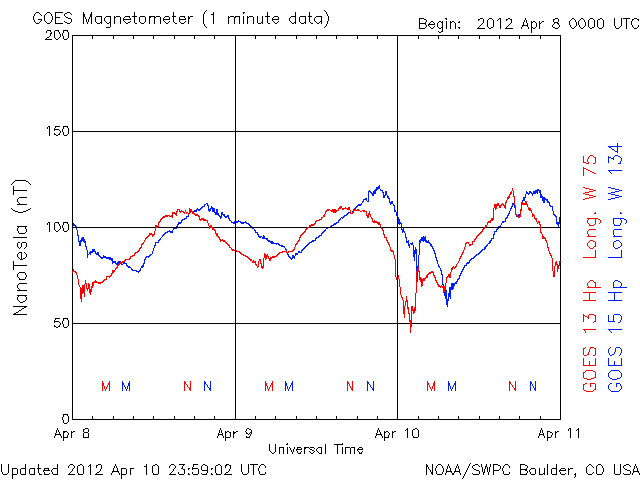 GOES Magnetometer (1 minute data)
Begin: 2012 Apr 8 0000 UTC
200
150
100
50
0
NanoTesla (nT)
M M N N M M N N M M N N
Apr 8 Apr 9 Apr 10 Apr 11
Universal Time
GOES 13 Hp Long. W 75
GOES 15 Hp Long. W 134
Updated 2012 Apr 10 23:59:02 UTC
NOAA/SWPC Boulder, CO USA